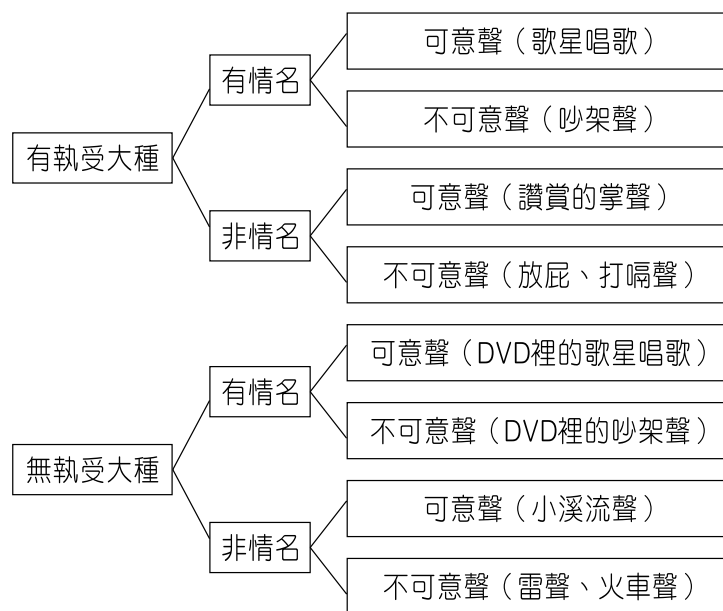 有執受大種
有情名
可意聲（歌星唱歌）
不可意聲（吵架聲）
非情名
可意聲（讚賞的掌聲）
不可意聲（放屁、打嗝聲）
無執受大種
有情名
可意聲（DVD裡的歌星唱歌）
不可意聲（DVD裡的吵架聲）
非情名
可意聲（小溪流聲）
不可意聲（雷聲、火車聲）